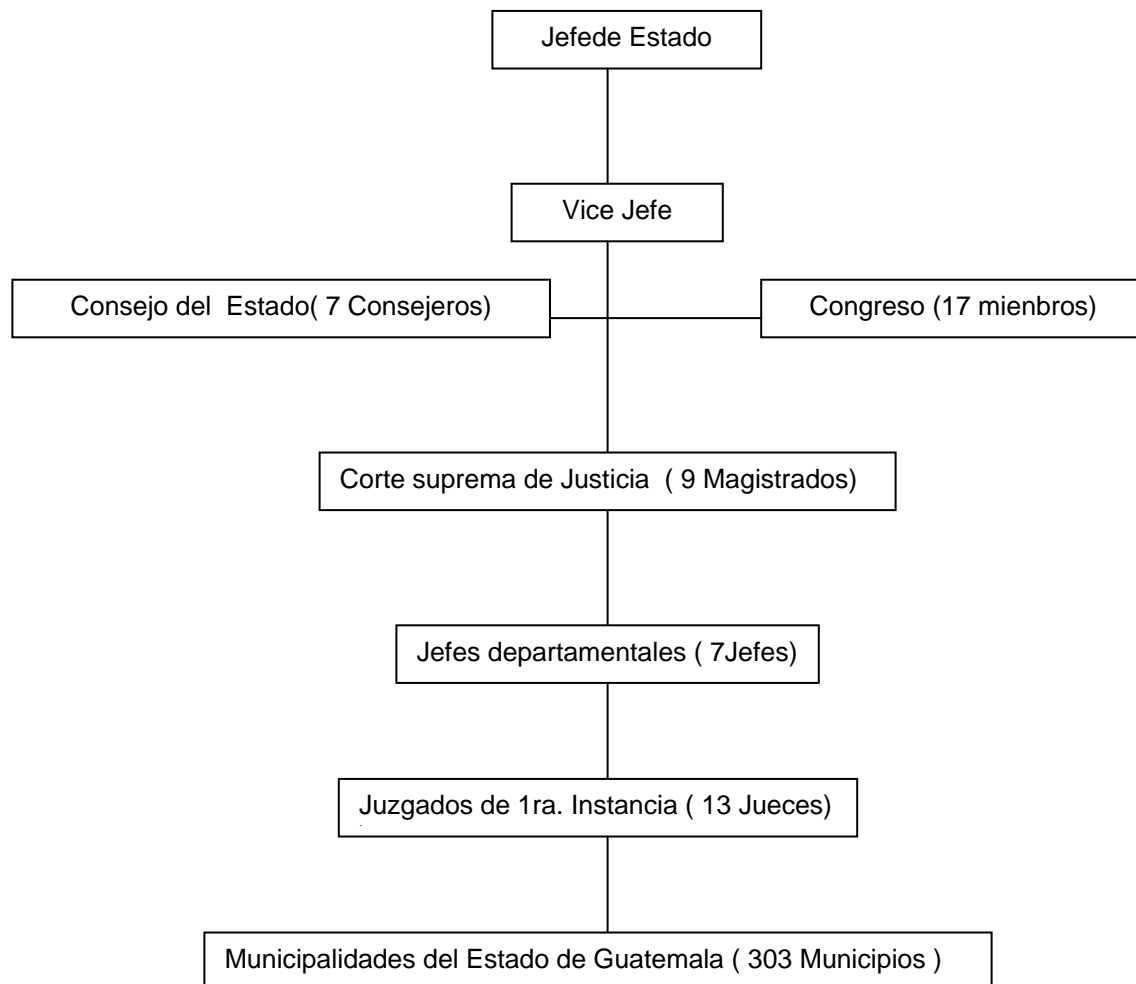 Jefede Estado
Vice Jefe
Consejo del Estado( 7 Consejeros)
Congreso (17 mienbros)
Corte suprema de Justicia ( 9 Magistrados)
Jefes departamentales ( 7Jefes)
Juzgados de 1ra. Instancia ( 13 Jueces)
Municipalidades del Estado de Guatemala ( 303 Municipios )